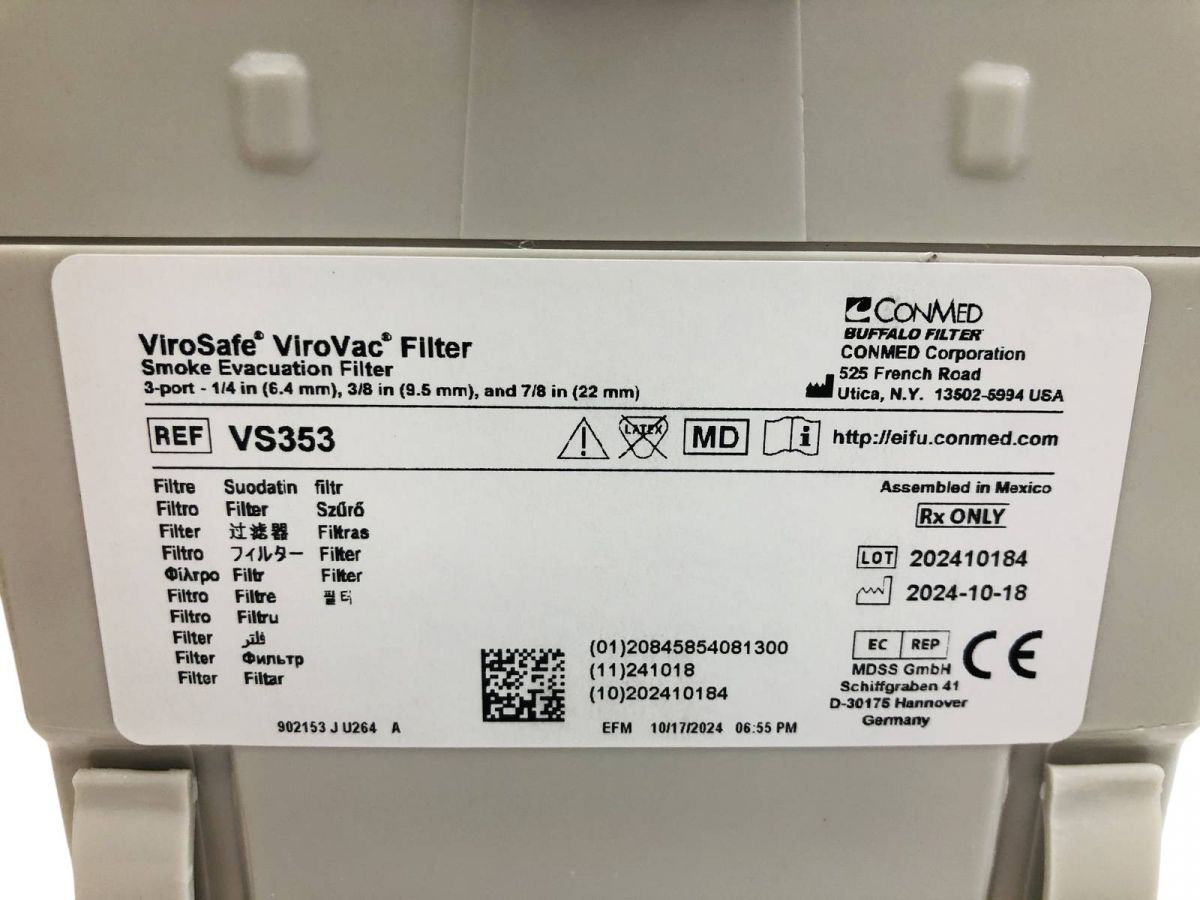 ViroSafe® ViroVac® Filter
Smoke Evacuation Filter
3-port - 1/4 in (6.4 mm), 3/8 in (9.5 mm), and 7/8 in (22 mm)
CONMED
BUFFALO FILTER
CONMED Corporation
525 French Road
Utica, N.Y. 13502-5994 USA
REF VS353
LATEX
MD
i
http://eifu.conmed.com
Filtre Suodatin filtr
Filtro Filter Szűrő
Filter 过滤器 Filtras
Filtro フィルター Filter
Φίλτρο Filtr Filter
Filtro Filtre 필터
Filtro Filtru
Filter فلتر
Filter Фильтр
Filter Filtar
Assembled in Mexico
Rx ONLY
LOT 202410184
2024-10-18
(01)20845854081300
(11)241018
(10)202410184
EC REP
CE
MDSS GmbH
Schiffgraben 41
D-30175 Hannover
Germany
902153 J U264 A
EFM 10/17/2024 06:55 PM